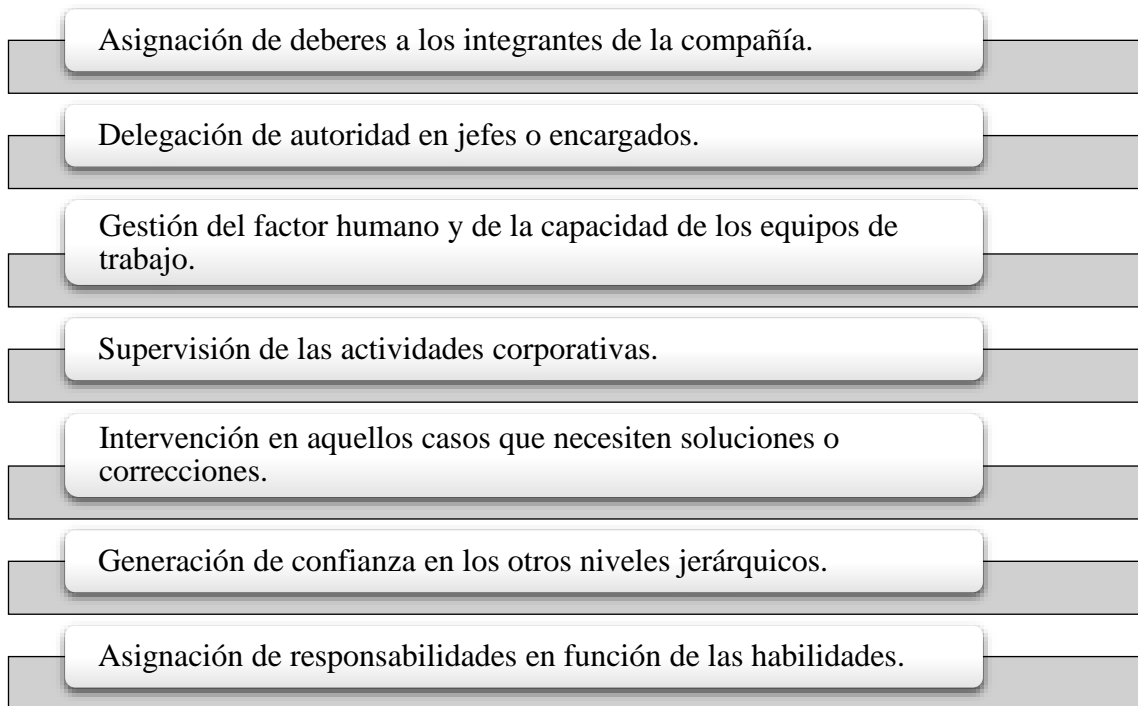 Asignación de deberes a los integrantes de la compañía.
Delegación de autoridad en jefes o encargados.
Gestión del factor humano y de la capacidad de los equipos de
trabajo.
Supervisión de las actividades corporativas.
Intervención en aquellos casos que necesiten soluciones o
correcciones.
Generación de confianza en los otros niveles jerárquicos.
Asignación de responsabilidades en función de las habilidades.